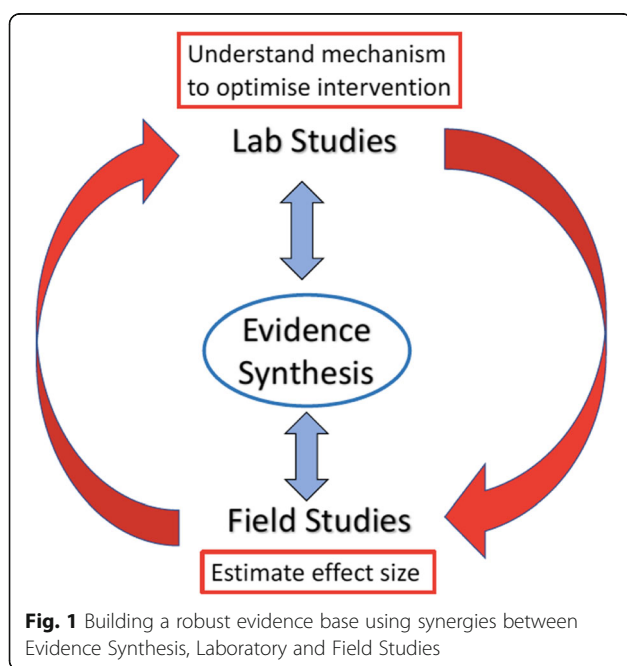 Understand mechanism
to optimise intervention
Lab Studies
Evidence
Synthesis
Field Studies
Estimate effect size
Fig. 1 Building a robust evidence base using synergies between
Evidence Synthesis, Laboratory and Field Studies